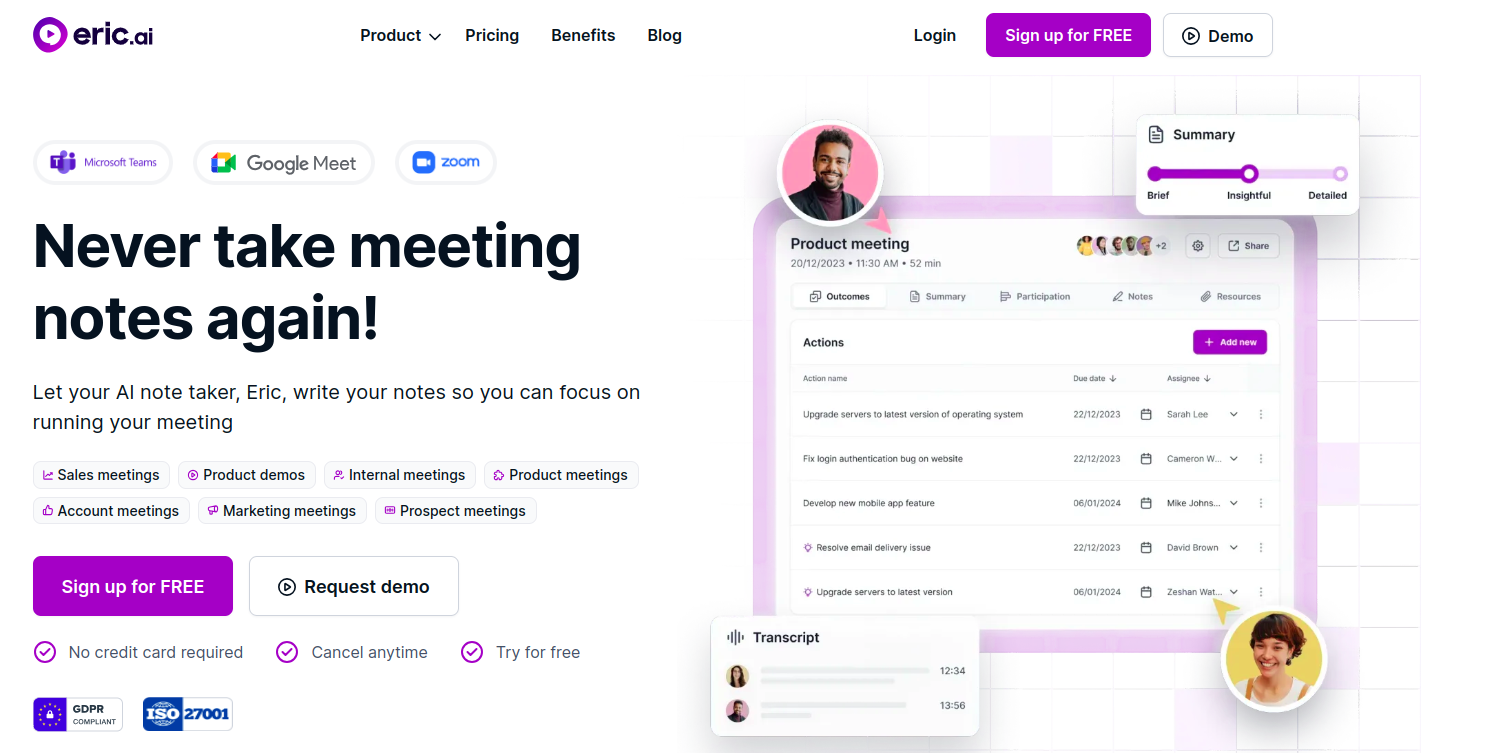 eric.ai
Product
Pricing
Benefits
Blog
Login
Sign up for FREE
Demo
Microsoft Teams
Google Meet
zoom
Never take meeting
notes again!
Let your AI note taker, Eric, write your notes so you can focus on
running your meeting
Sales meetings
Product demos
Internal meetings
Product meetings
Account meetings
Marketing meetings
Prospect meetings
Sign up for FREE
Request demo
No credit card required
Cancel anytime
Try for free
GDPR
COMPLIANT
ISO 27001
Summary
Brief Insightful Detailed
Product meeting
20/12/2023 • 11:30 AM • 52 min
+2
Share
Outcomes
Summary
Participation
Notes
Resources
Actions
Add new
Action name Due date Assignee
Upgrade servers to latest version of operating system 22/12/2023 Sarah Lee
Fix login authentication bug on website 22/12/2023 Cameron W...
Develop new mobile app feature 06/01/2024 Mike Johns...
Resolve email delivery issue 22/12/2023 David Brown
Upgrade servers to latest version 06/01/2024 Zeshan Wat...
Transcript
12:34
13:56